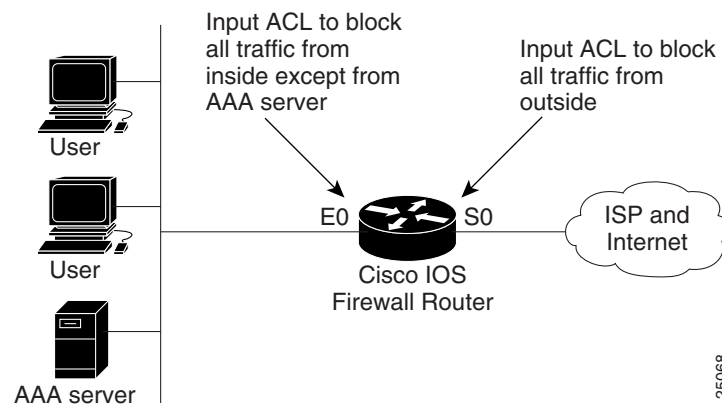 Input ACL to block
all traffic from
inside except from
AAA server
Input ACL to block
all traffic from
outside
User
User
AAA server
E0
S0
Cisco IOS
Firewall Router
ISP and
Internet
25068